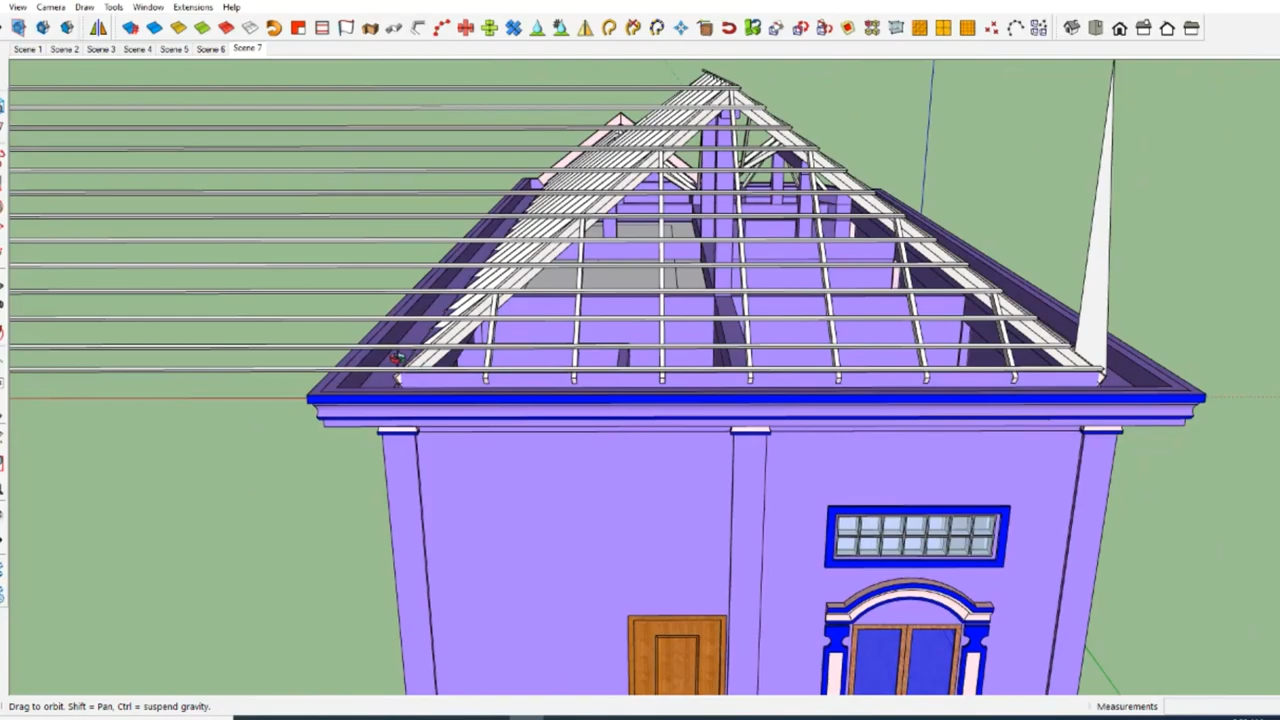 View Camera Draw Tools Window Extensions Help
Scene 1 Scene 2 Scene 3 Scene 4 Scene 5 Scene 6 Scene 7
Drag to orbit. Shift = Pan, Ctrl = suspend gravity. Measurements